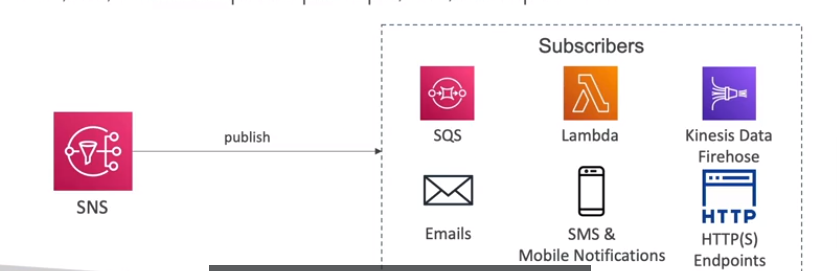 Subscribers
publish
SNS
SQS
Lambda
Kinesis Data
Firehose
Emails
SMS &
Mobile Notifications
HTTP
HTTP(S)
Endpoints